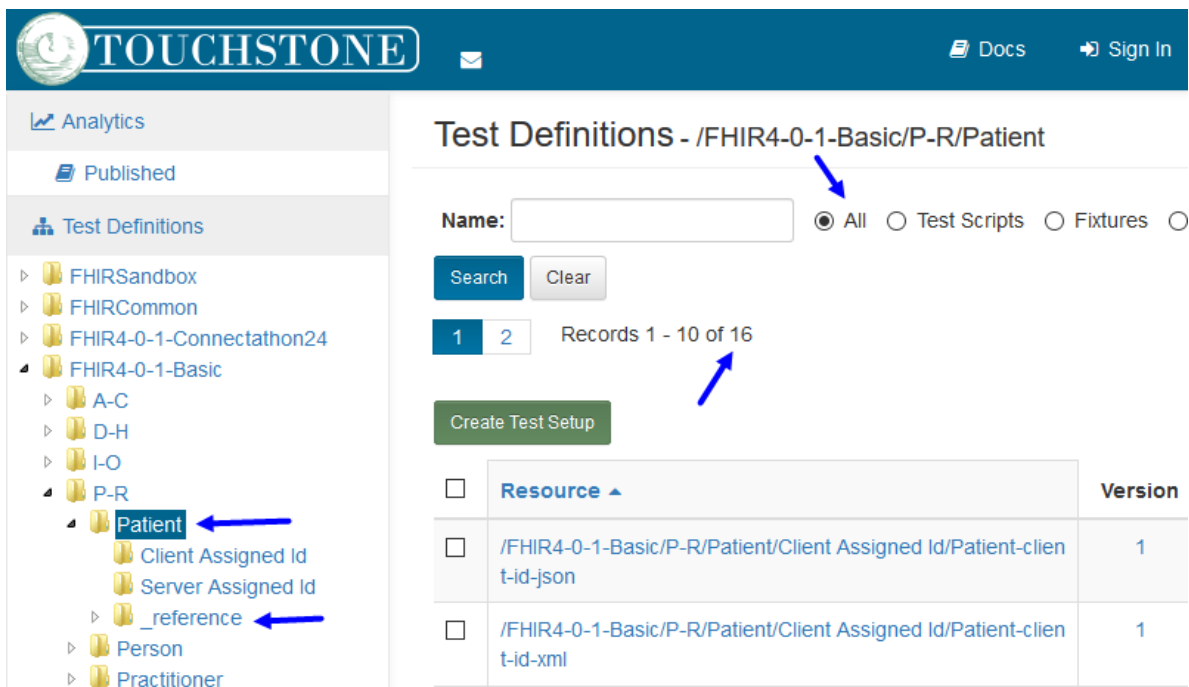 TOUCHSTONE
Docs
Sign In
Analytics
Published
Test Definitions
FHIRSandbox
FHIRCommon
FHIR4-0-1-Connectathon24
FHIR4-0-1-Basic
A-C
D-H
I-O
P-R
Patient
Client Assigned Id
Server Assigned Id
_reference
Person
Practitioner
Test Definitions - /FHIR4-0-1-Basic/P-R/Patient
Name: All Test Scripts Fixtures
Search Clear
1 2 Records 1 - 10 of 16
Create Test Setup
Resource Version
/FHIR4-0-1-Basic/P-R/Patient/Client Assigned Id/Patient-clien 1
t-id-json
/FHIR4-0-1-Basic/P-R/Patient/Client Assigned Id/Patient-clien 1
t-id-xml